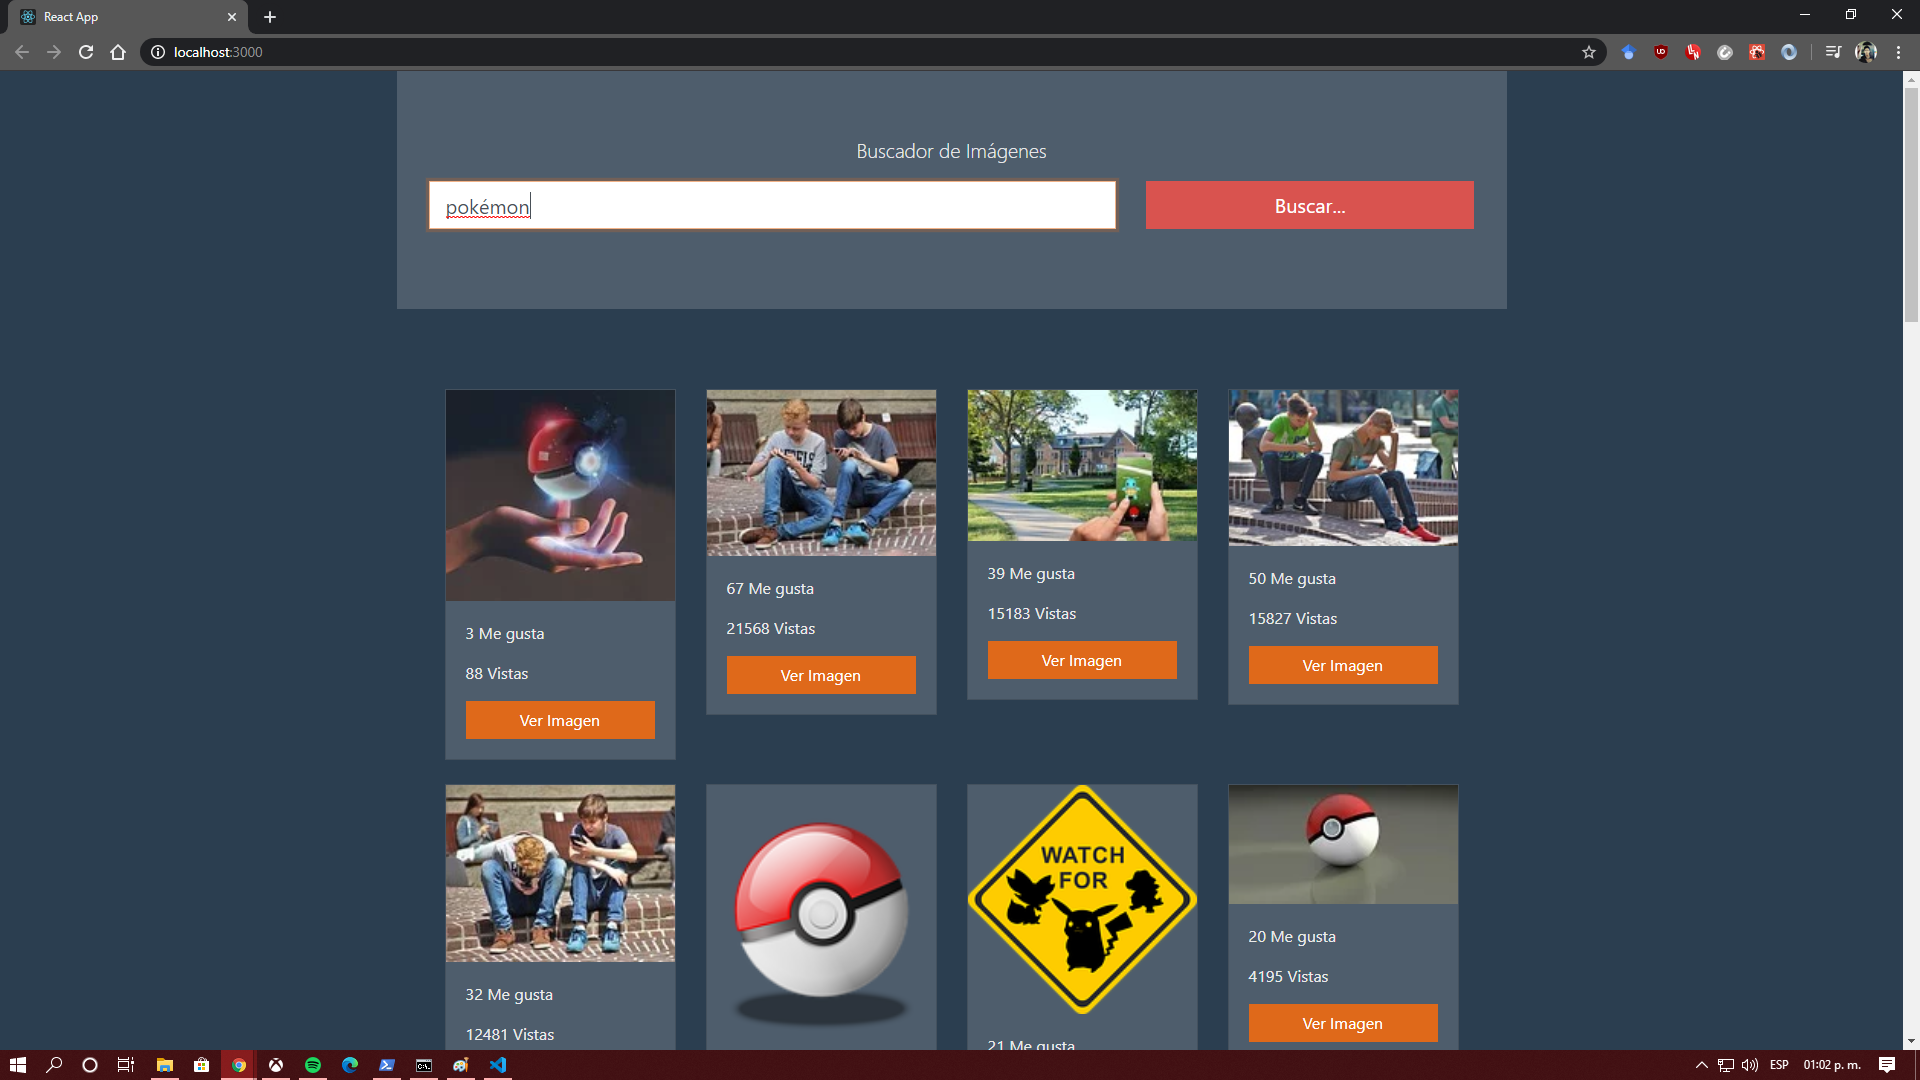 React App
localhost:3000
Buscador de Imágenes
pokémon
Buscar...
3 Me gusta
88 Vistas
Ver Imagen
67 Me gusta
21568 Vistas
Ver Imagen
39 Me gusta
15183 Vistas
Ver Imagen
50 Me gusta
15827 Vistas
Ver Imagen
32 Me gusta
12481 Vistas
WATCH
FOR
21 Me gusta
20 Me gusta
4195 Vistas
Ver Imagen
ESP
01:02 p. m.